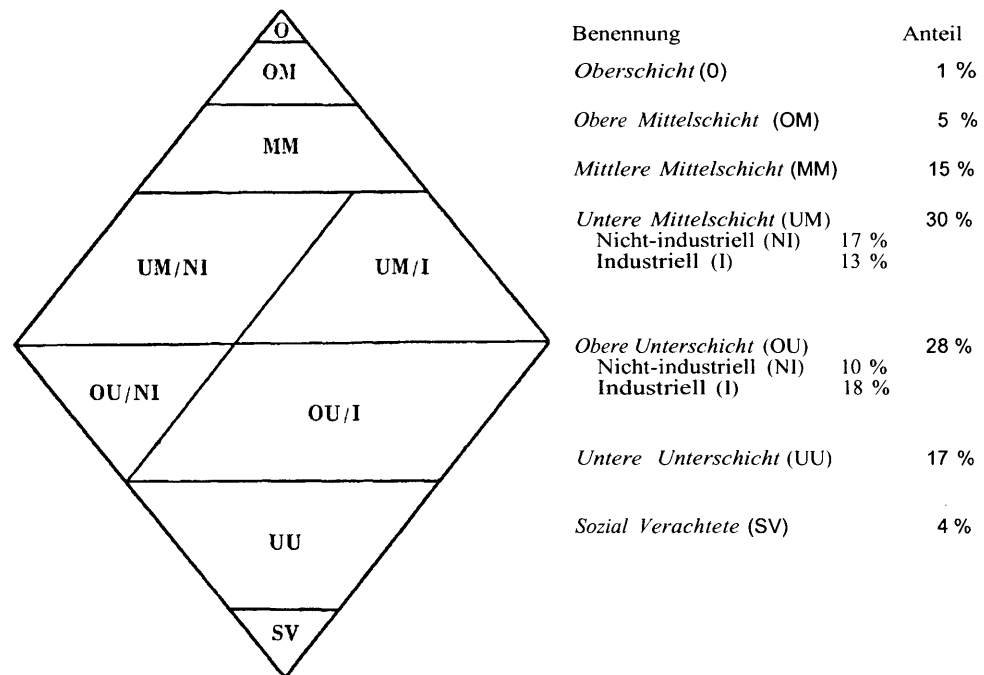 O
OM
MM
UM/NI
UM/I
OU/NI
OU/I
UU
SV
Benennung Anteil
Oberschicht (0) 1 %
Obere Mittelschicht (OM) 5 %
Mittlere Mittelschicht (MM) 15 %
Untere Mittelschicht (UM) 30 %
Nicht-industriell (NI) 17 %
Industriell (I) 13 %
Obere Unterschicht (OU) 28 %
Nicht-industriell (NI) 10 %
Industriell (I) 18 %
Untere Unterschicht (UU) 17 %
Sozial Verachtete (SV) 4 %